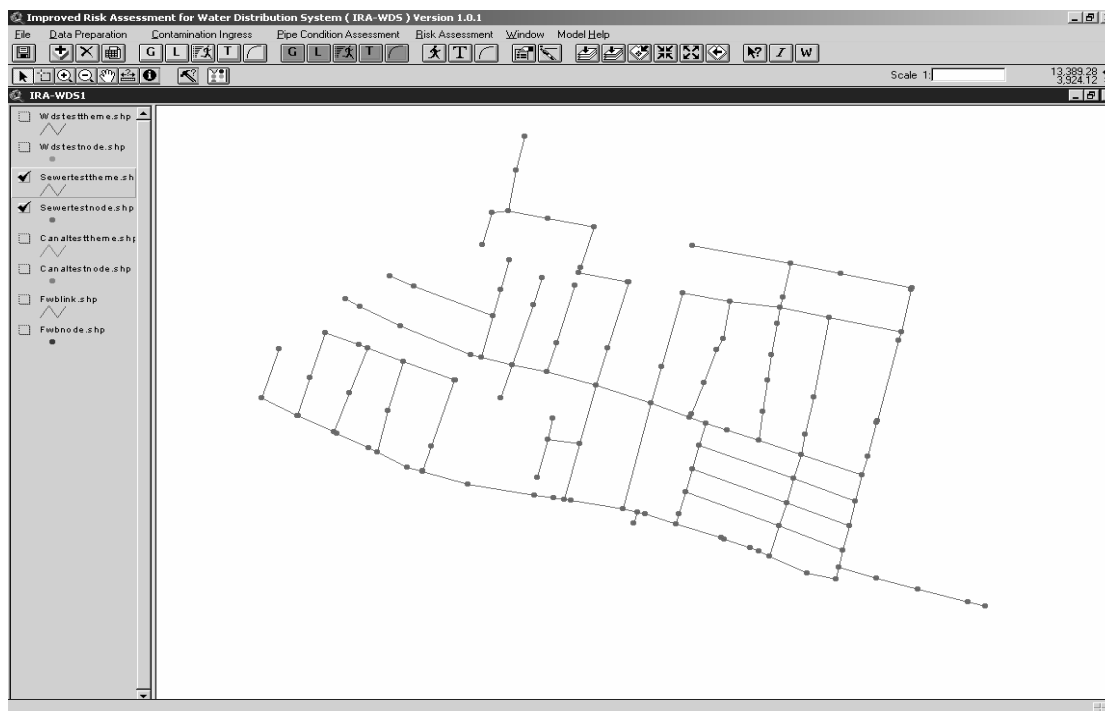 Improved Risk Assessment for Water Distribution System ( IRA-WDS ) Version 1.0.1
File Data Preparation Contamination Ingress Pipe Condition Assessment Risk Assessment Window Model Help
G L T G L T T I W
Scale 1: 13,389.28
3,924.12
IRA-WDS1
Wdstesttheme.shp
Wdstestnode.shp
Sewertesttheme.sh
Sewertestnode.shp
Canaltesttheme.shp
Canaltestnode.shp
Fwblink.shp
Fwbnode.shp